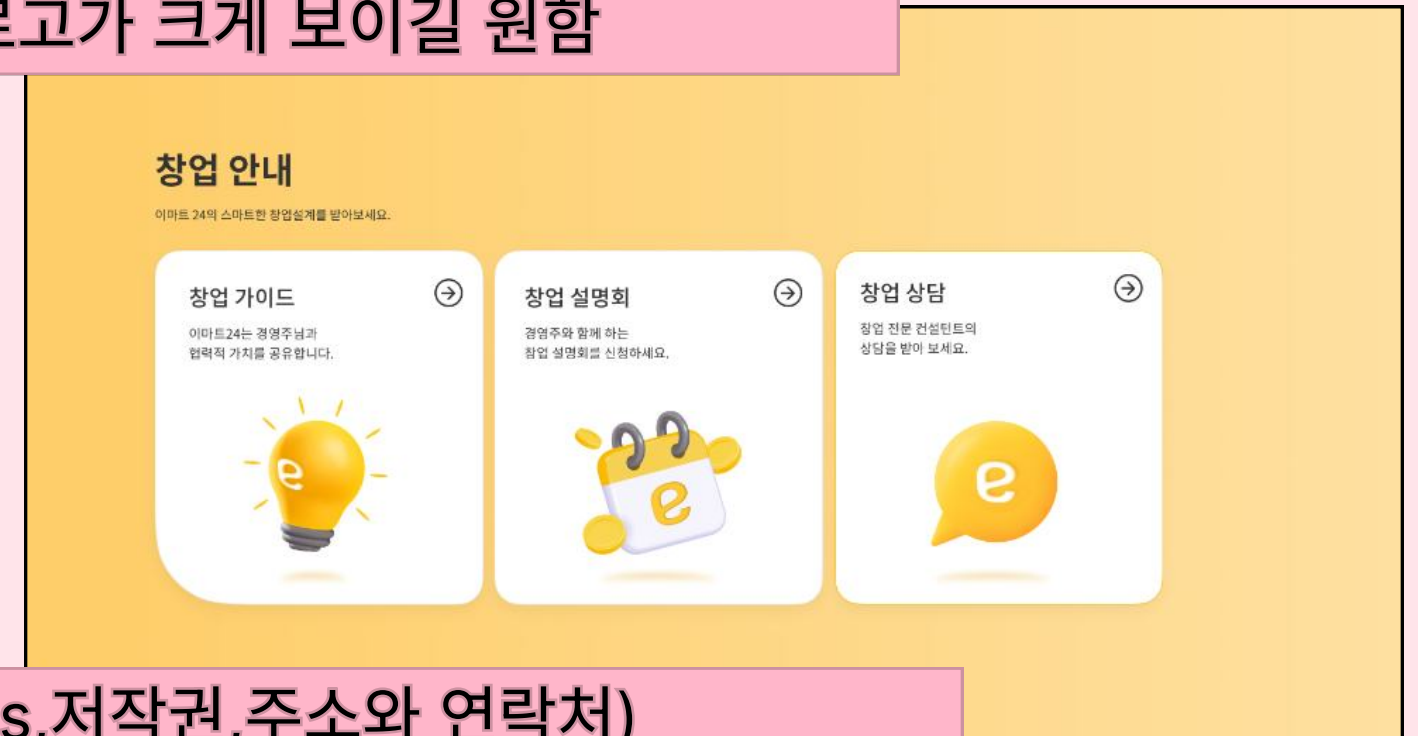 로고가 크게 보이길 원함
창업 안내
이마트 24의 스마트한 창업설계를 받아보세요.
창업 가이드
이마트24는 경영주님과
협력적 가치를 공유합니다.
e
창업 설명회
경영주와 함께 하는
창업 설명회를 신청하세요.
e
창업 상담
창업 전문 컨설턴트의
상담을 받아 보세요.
e
s,저작권,주소와 연락처)